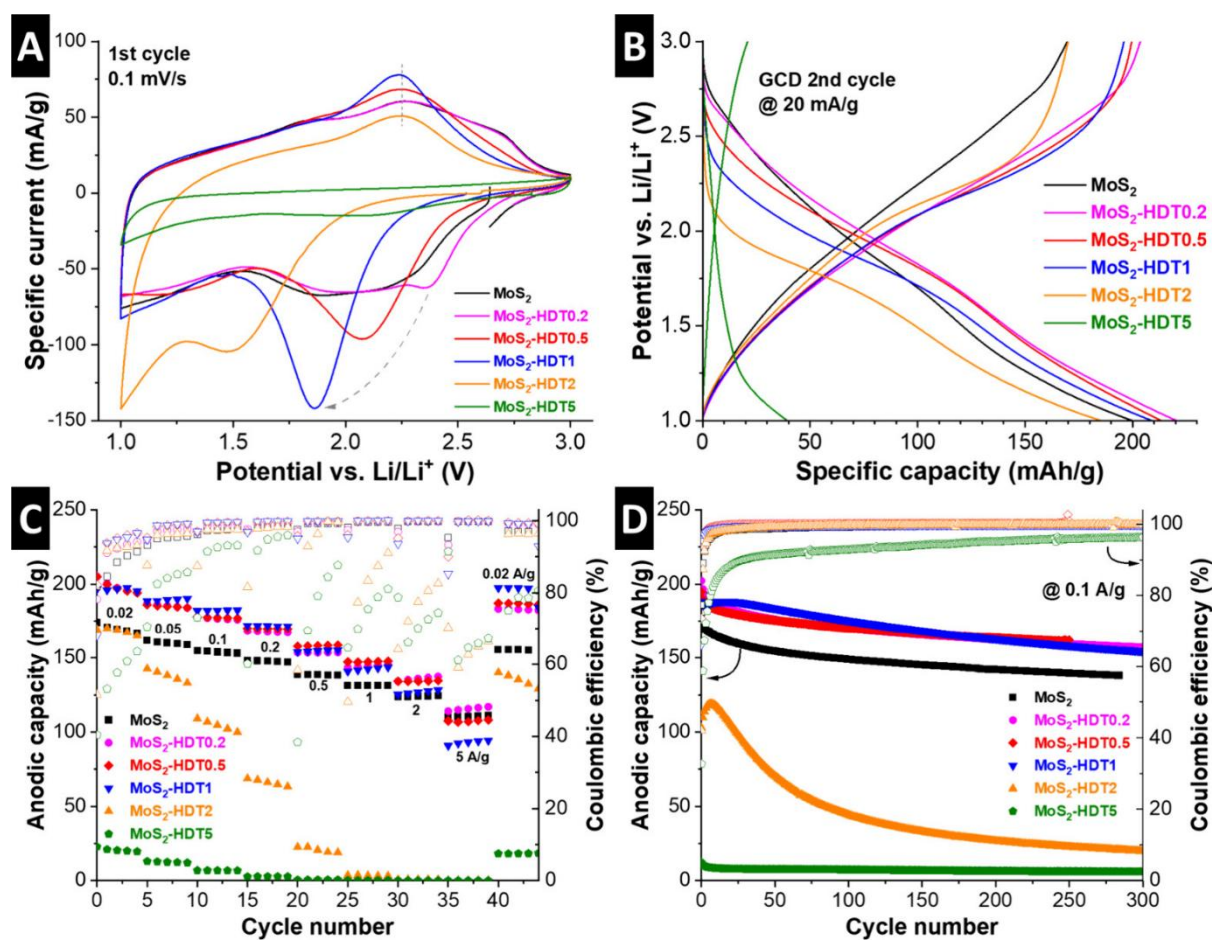 A
1st cycle
0.1 mV/s
100
75
50
25
0
-25
-50
-75
-100
-125
-150
Specific current (mA/g)
1.0
1.5
2.0
2.5
3.0
Potential vs. Li/Li⁺ (V)
MoS₂
MoS₂-HDT0.2
MoS₂-HDT0.5
MoS₂-HDT1
MoS₂-HDT2
MoS₂-HDT5
B
GCD 2nd cycle
@ 20 mA/g
3.0
2.5
2.0
1.5
1.0
Potential vs. Li/Li⁺ (V)
0
50
100
150
200
Specific capacity (mAh/g)
MoS₂
MoS₂-HDT0.2
MoS₂-HDT0.5
MoS₂-HDT1
MoS₂-HDT2
MoS₂-HDT5
C
250
200
150
100
50
0
Anodic capacity (mAh/g)
0
5
10
15
20
25
30
35
40
Cycle number
100
80
60
40
20
0
Coulombic efficiency (%)
0.02
0.05
0.1
0.2
0.5
1
2
5 A/g
0.02 A/g
MoS₂
MoS₂-HDT0.2
MoS₂-HDT0.5
MoS₂-HDT1
MoS₂-HDT2
MoS₂-HDT5
D
250
200
150
100
50
0
Anodic capacity (mAh/g)
0
50
100
150
200
250
300
Cycle number
100
80
60
40
20
0
Coulombic efficiency (%)
@ 0.1 A/g
MoS₂
MoS₂-HDT0.2
MoS₂-HDT0.5
MoS₂-HDT1
MoS₂-HDT2
MoS₂-HDT5